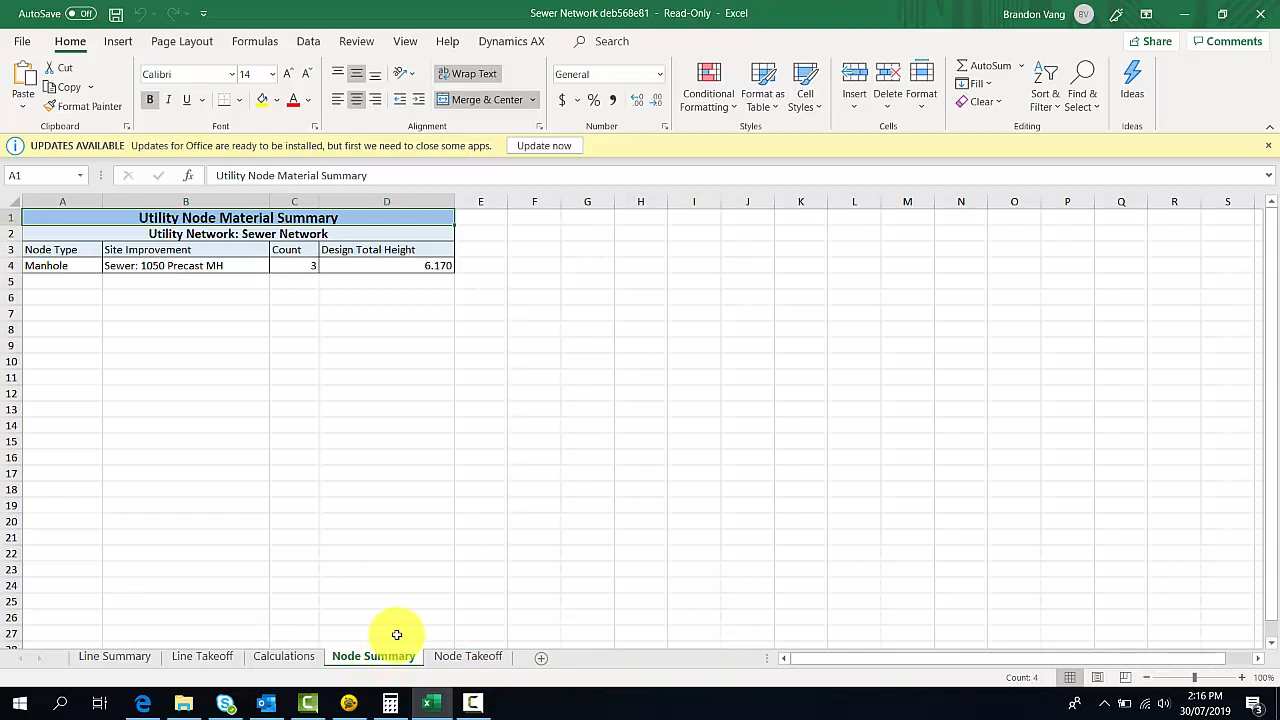 AutoSave Off
Sewer Network deb568e81 - Read-Only - Excel
Brandon Vang BV
File Home Insert Page Layout Formulas Data Review View Help Dynamics AX Search Share Comments
Paste Cut Copy Format Painter
Clipboard
Calibri 14
B I U
Font
Wrap Text
Merge & Center
Alignment
General
$ % ,
Number
Conditional Formatting Format as Table Cell Styles
Styles
Insert Delete Format
Cells
AutoSum Fill Clear
Sort & Filter Find & Select
Editing
Ideas
Ideas
UPDATES AVAILABLE Updates for Office are ready to be installed, but first we need to close some apps. Update now
A1 fx Utility Node Material Summary
A B C D E F G H I J K L M N O P Q R S
1 Utility Node Material Summary
2 Utility Network: Sewer Network
3 Node Type Site Improvement Count Design Total Height
4 Manhole Sewer: 1050 Precast MH 3 6.170
5
6
7
8
9
10
11
12
13
14
15
16
17
18
19
20
21
22
23
24
25
26
27
Line Summary Line Takeoff Calculations Node Summary Node Takeoff
Count: 4 100%
2:16 PM
30/07/2019
3